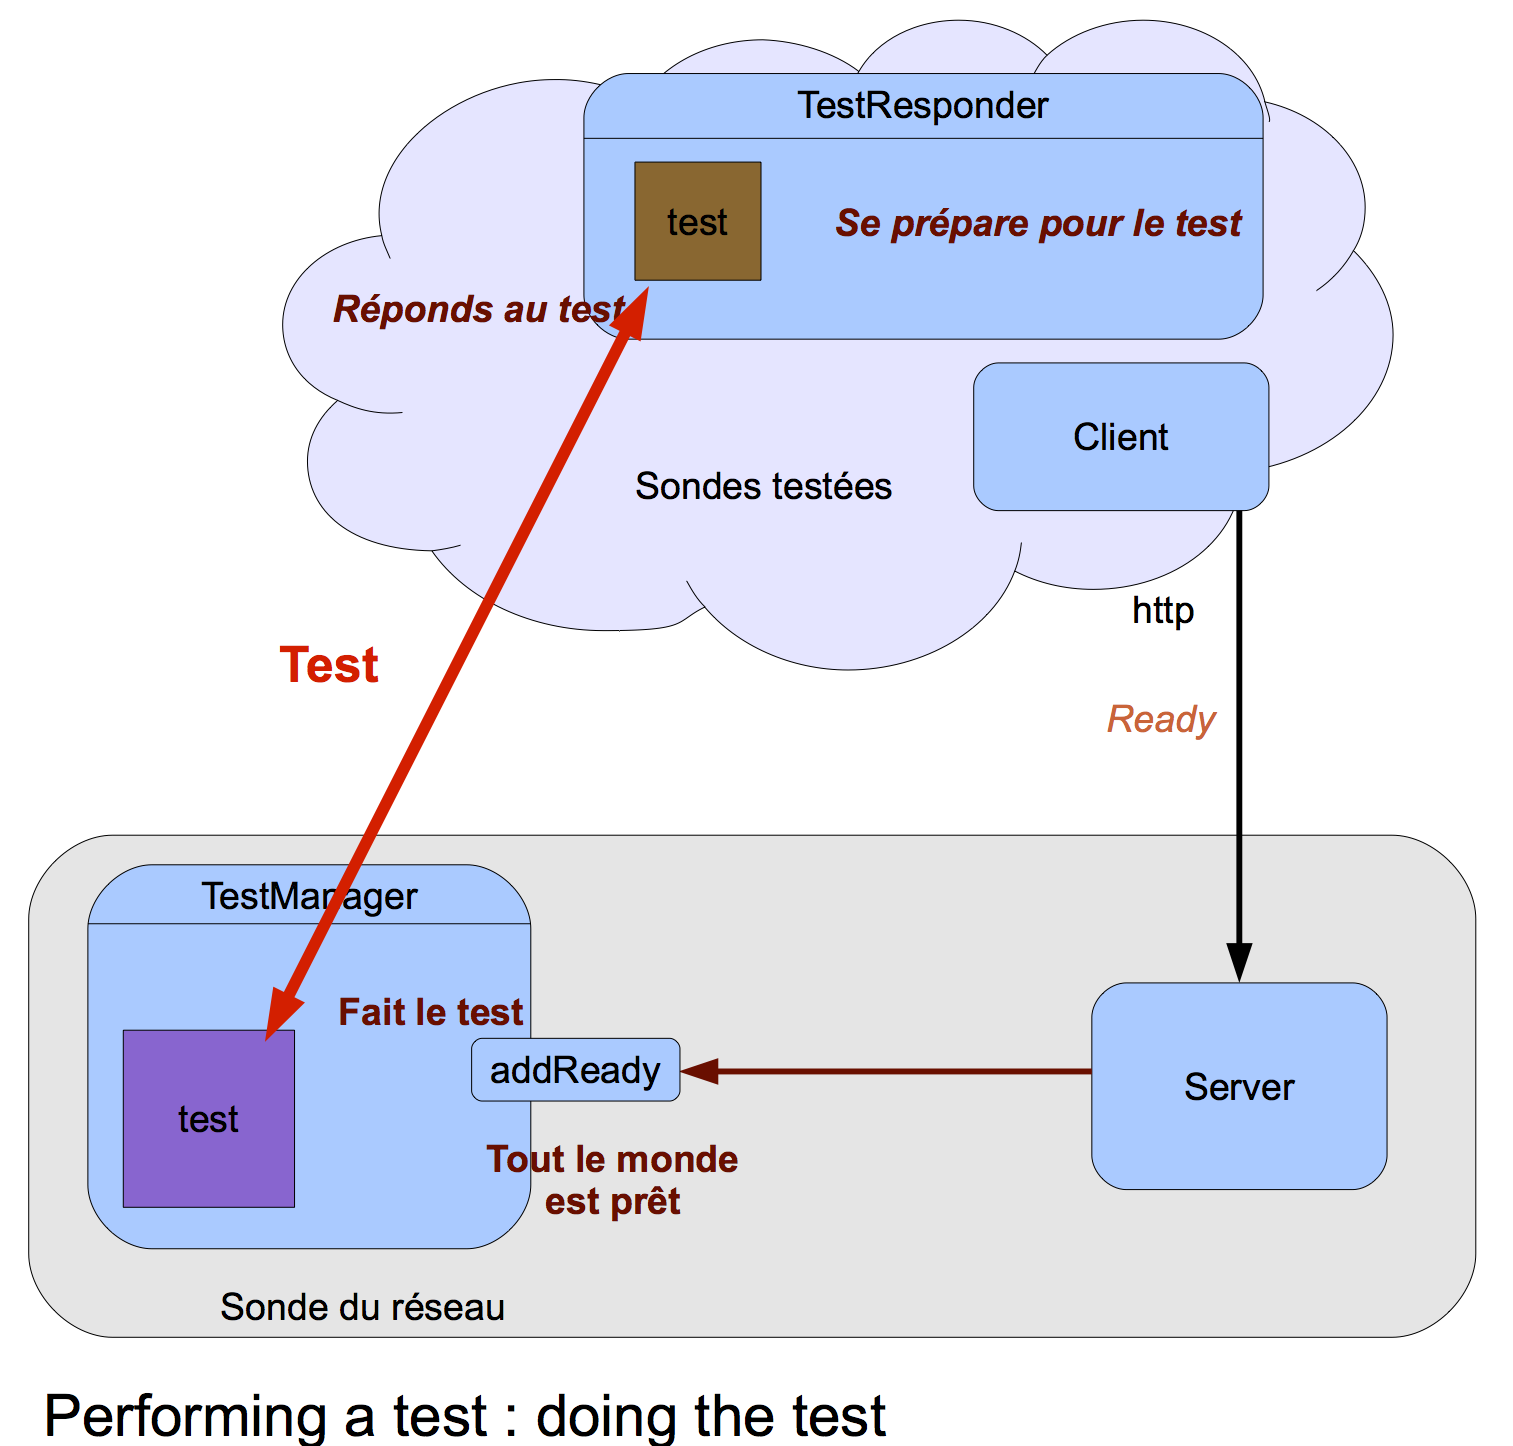 TestResponder
test
Se prépare pour le test
Réponds au test
Client
Sondes testées
http
Test
Ready
TestManager
Fait le test
addReady
Server
test
Tout le monde
est prêt
Sonde du réseau
Performing a test : doing the test